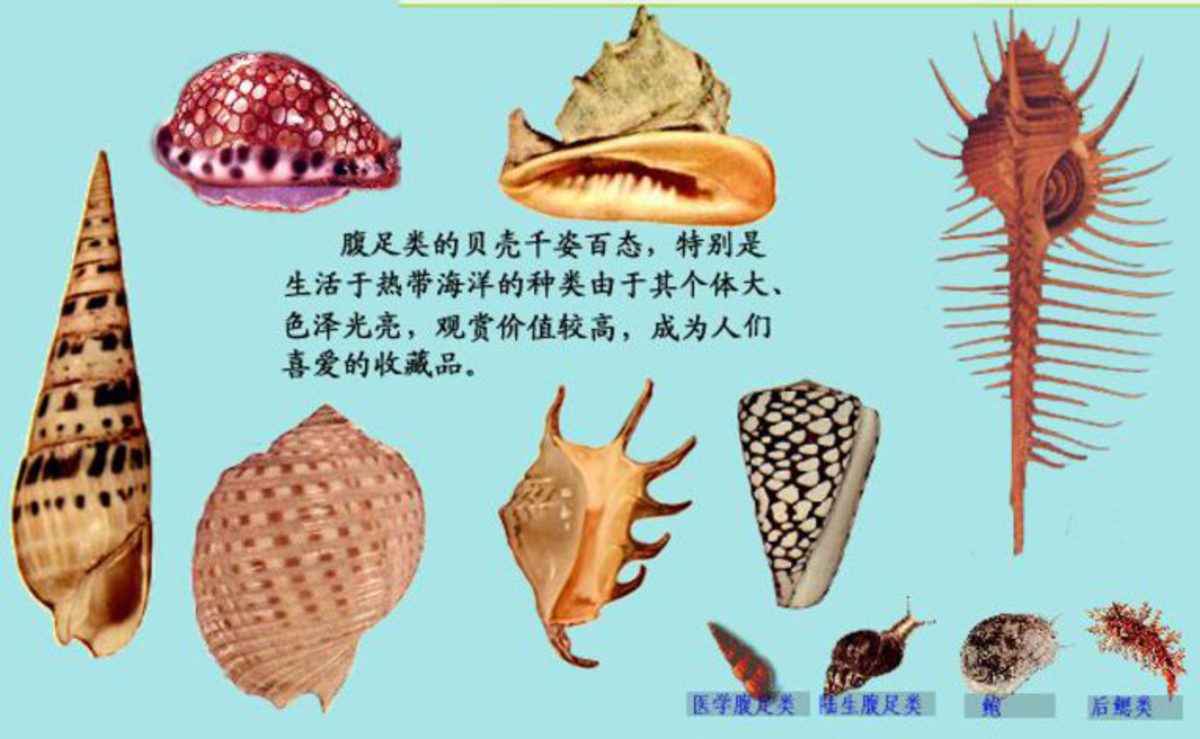 腹足类的贝壳千姿百态，特别是
生活于热带海洋的种类由于其个体大、
色泽光亮，观赏价值较高，成为人们
喜爱的收藏品。
医学腹足类
陆生腹足类
鲍
后鳃类